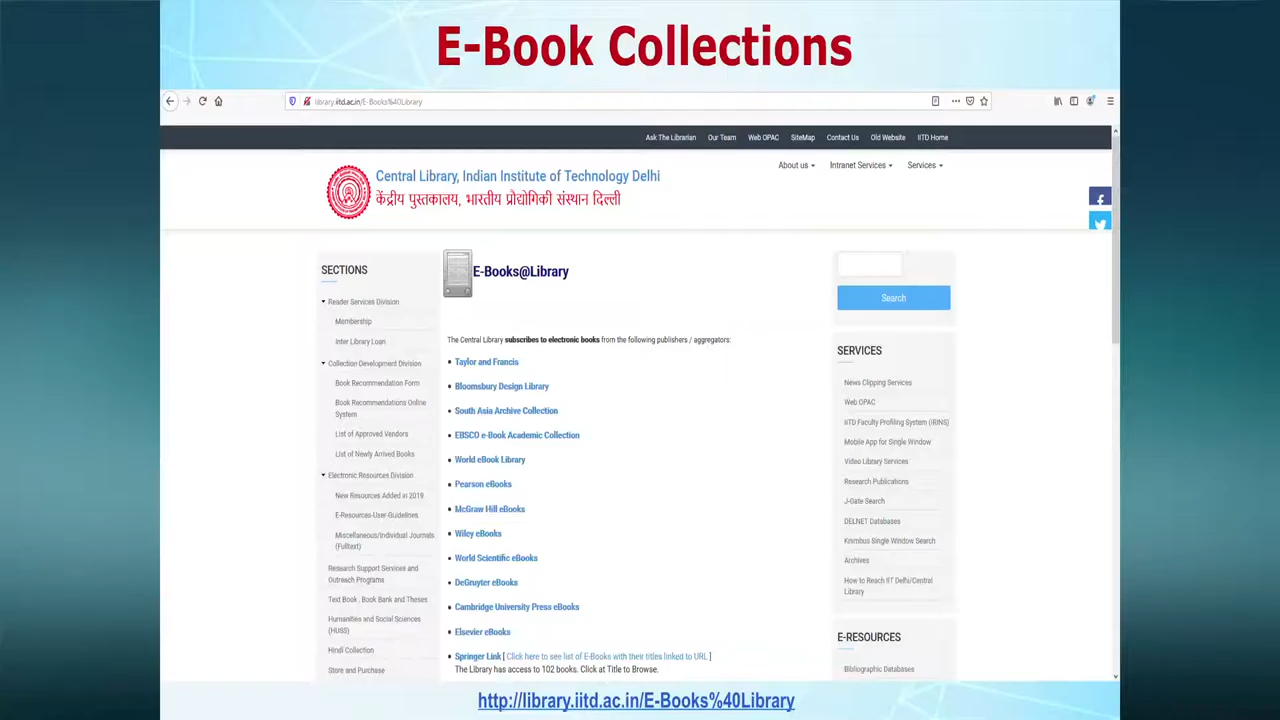 E-Book Collections
library.iitd.ac.in/E-Books%40Library
Ask The Librarian Our Team Web OPAC SiteMap Contact Us Old Website IITD Home
About us Intranet Services Services
Central Library, Indian Institute of Technology Delhi
केंद्रीय पुस्तकालय, भारतीय प्रौद्योगिकी संस्थान दिल्ली
SECTIONS
Reader Services Division
Membership
Inter Library Loan
Collection Development Division
Book Recommendation Form
Book Recommendations Online
System
List of Approved Vendors
List of Newly Arrived Books
Electronic Resources Division
New Resources Added in 2019
E-Resources-User-Guidelines
Miscellaneous/Individual Journals
(Fulltext)
Research Support Services and
Outreach Programs
Text Book , Book Bank and Theses
Humanities and Social Sciences
(HUSS)
Hindi Collection
Store and Purchase
E-Books@Library
The Central Library subscribes to electronic books from the following publishers / aggregators:
Taylor and Francis
Bloomsbury Design Library
South Asia Archive Collection
EBSCO e-Book Academic Collection
World eBook Library
Pearson eBooks
McGraw Hill eBooks
Wiley eBooks
World Scientific eBooks
DeGruyter eBooks
Cambridge University Press eBooks
Elsevier eBooks
Springer Link [ Click here to see list of E-Books with their titles linked to URL ]
The Library has access to 102 books. Click at Title to Browse.
Search
SERVICES
News Clipping Services
Web OPAC
IITD Faculty Profiling System (IRINS)
Mobile App for Single Window
Video Library Services
Research Publications
J-Gate Search
DELNET Databases
Knimbus Single Window Search
Archives
How to Reach IIT Delhi/Central
Library
E-RESOURCES
Bibliographic Databases
http://library.iitd.ac.in/E-Books%40Library